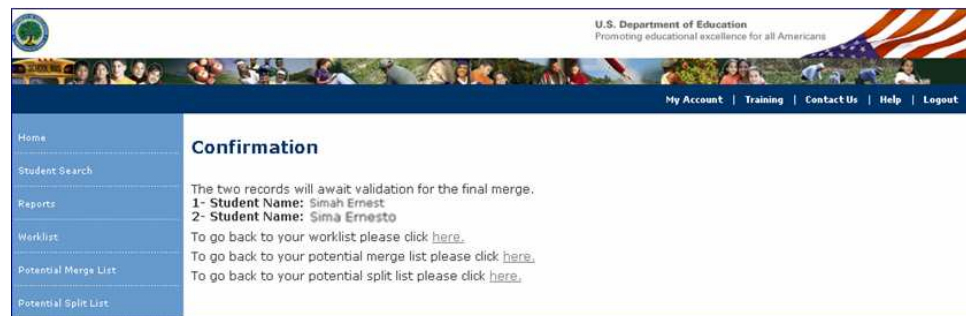 U.S. Department of Education
Promoting educational excellence for all Americans
My Account | Training | Contact Us | Help | Logout
Home
Student Search
Reports
Worklist
Potential Merge List
Potential Split List
Confirmation
The two records will await validation for the final merge.
1- Student Name: Simah Ernest
2- Student Name: Sima Ernesto
To go back to your worklist please click here.
To go back to your potential merge list please click here.
To go back to your potential split list please click here.